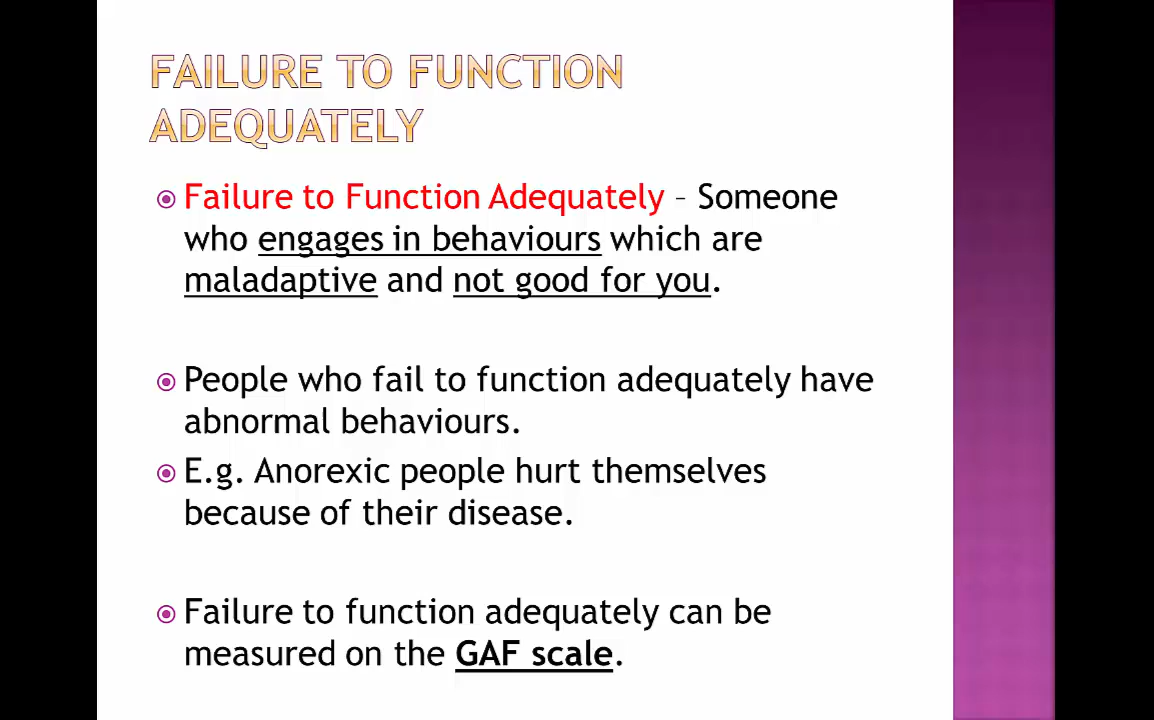 FAILURE TO FUNCTION
ADEQUATELY
Failure to Function Adequately – Someone
who engages in behaviours which are
maladaptive and not good for you.
People who fail to function adequately have
abnormal behaviours.
E.g. Anorexic people hurt themselves
because of their disease.
Failure to function adequately can be
measured on the GAF scale.